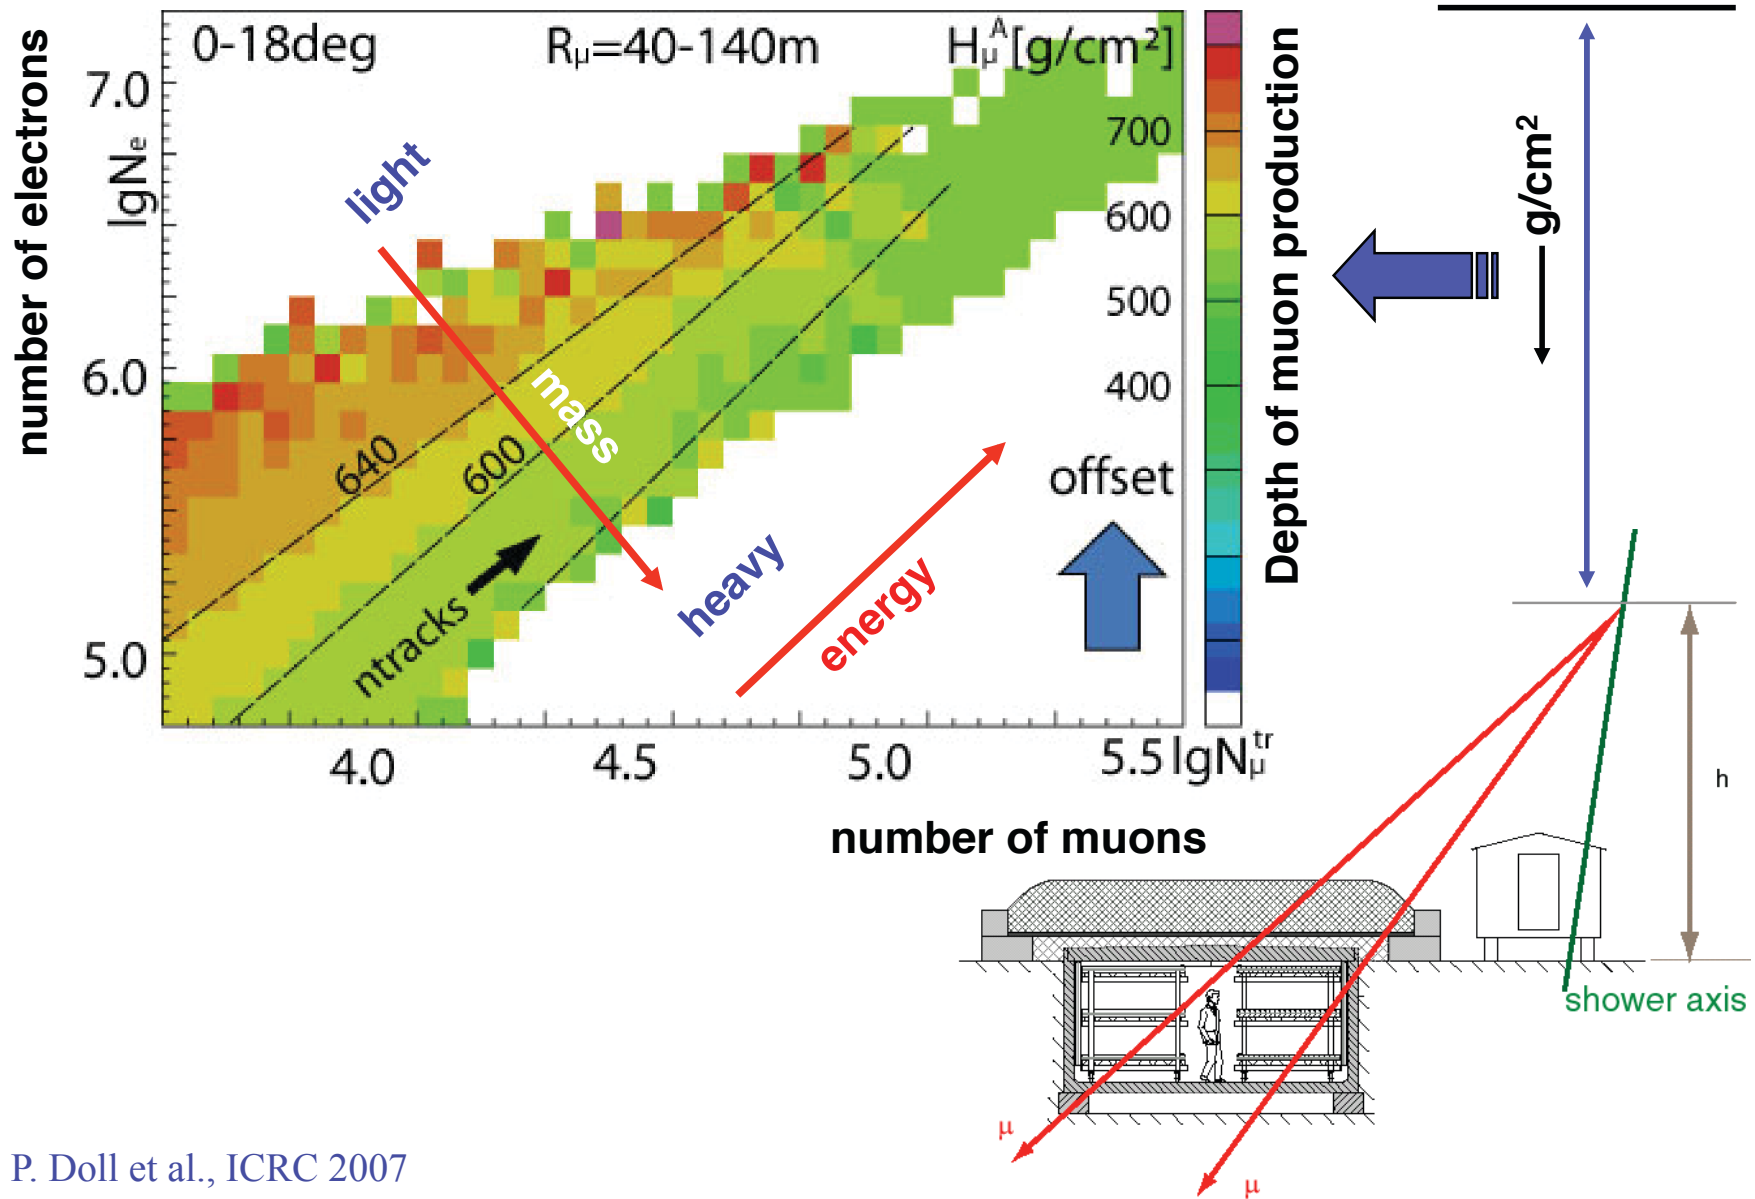 0-18deg
Rμ=40-140m
HμA[g/cm²]
number of electrons
lgNe
7.0
6.0
5.0
light
mass
heavy
640
600
ntracks
energy
offset
700
600
500
400
Depth of muon production
g/cm²
4.0
4.5
5.0
5.5
lgNμtr
number of muons
h
shower axis
μ
μ
P. Doll et al., ICRC 2007